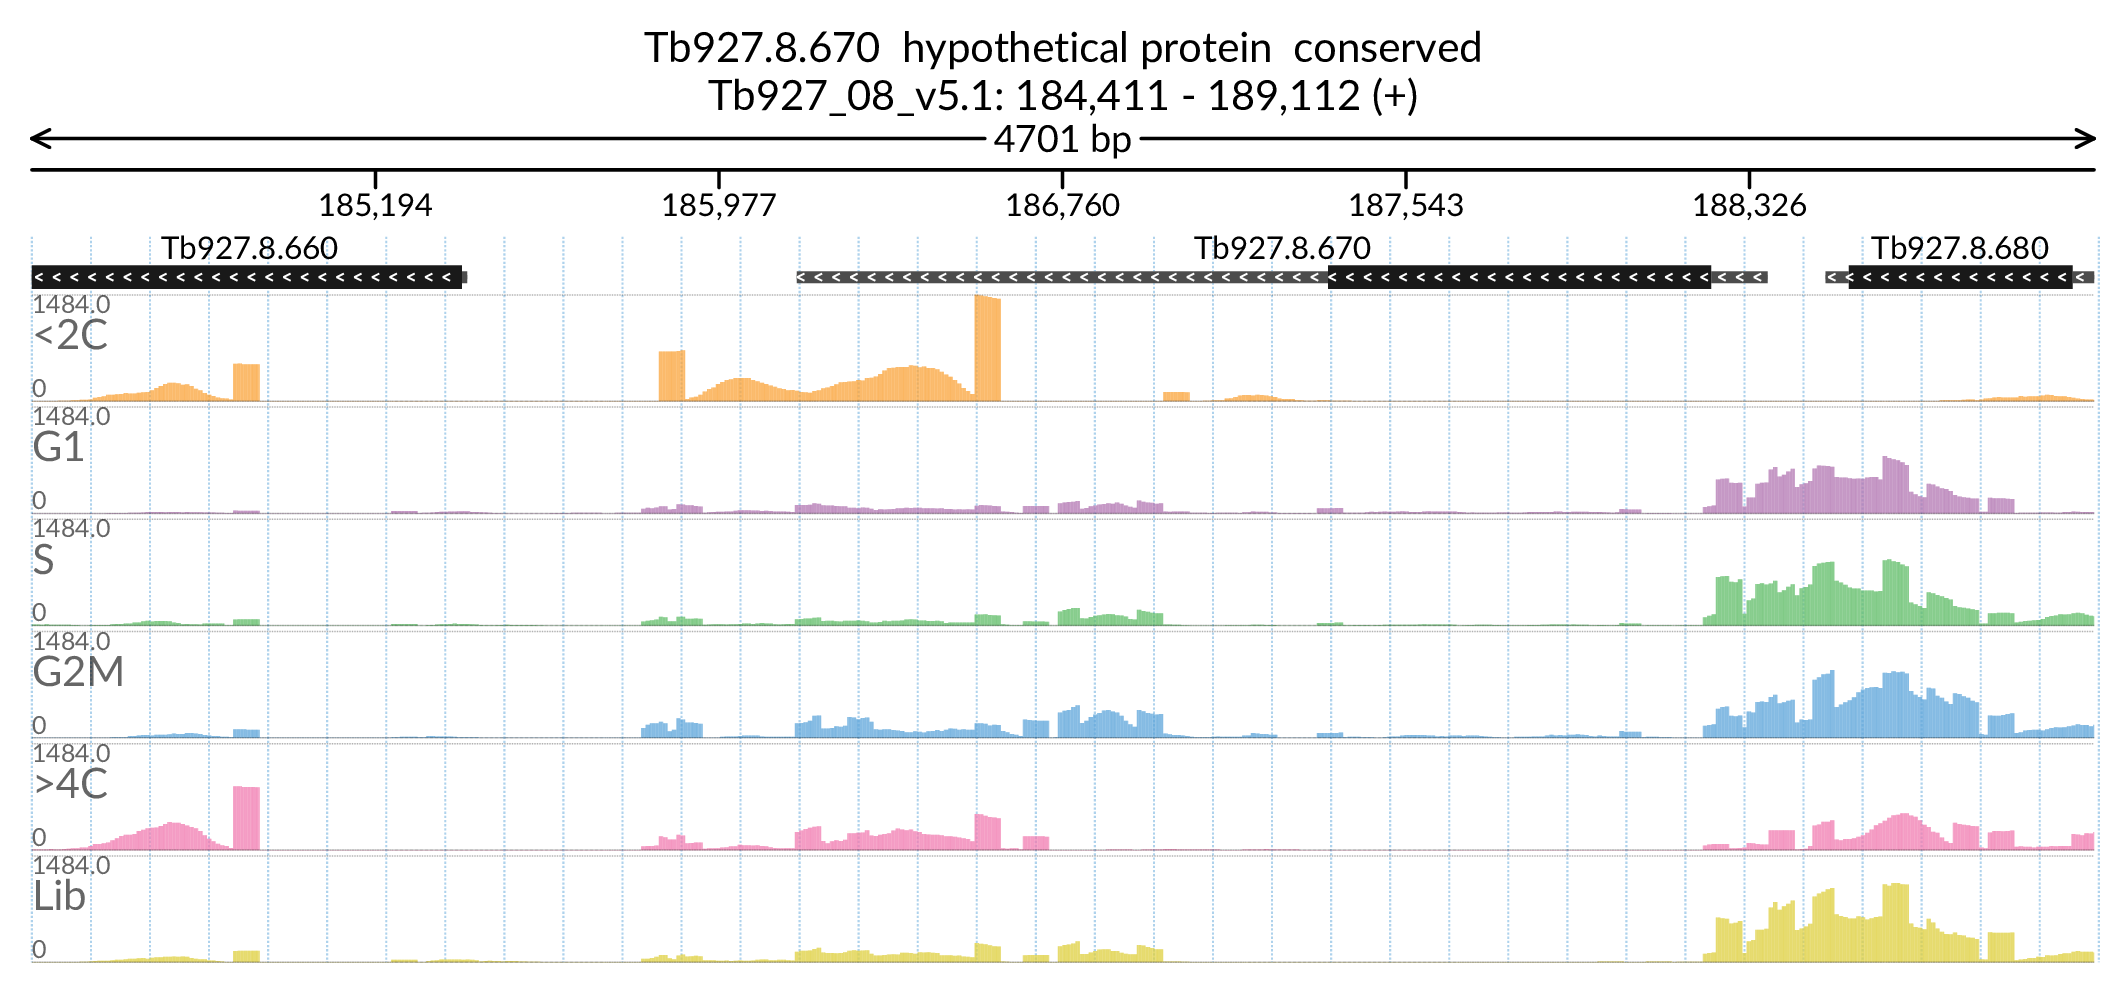 Tb927.8.670  hypothetical protein  conserved
Tb927_08_v5.1: 184,411 - 189,112 (+)
4701 bp
185,194 185,977 186,760 187,543 188,326
Tb927.8.660 Tb927.8.670 Tb927.8.680
1484.0
<2C
0
1484.0
G1
0
1484.0
S
0
1484.0
G2M
0
1484.0
>4C
0
1484.0
Lib
0